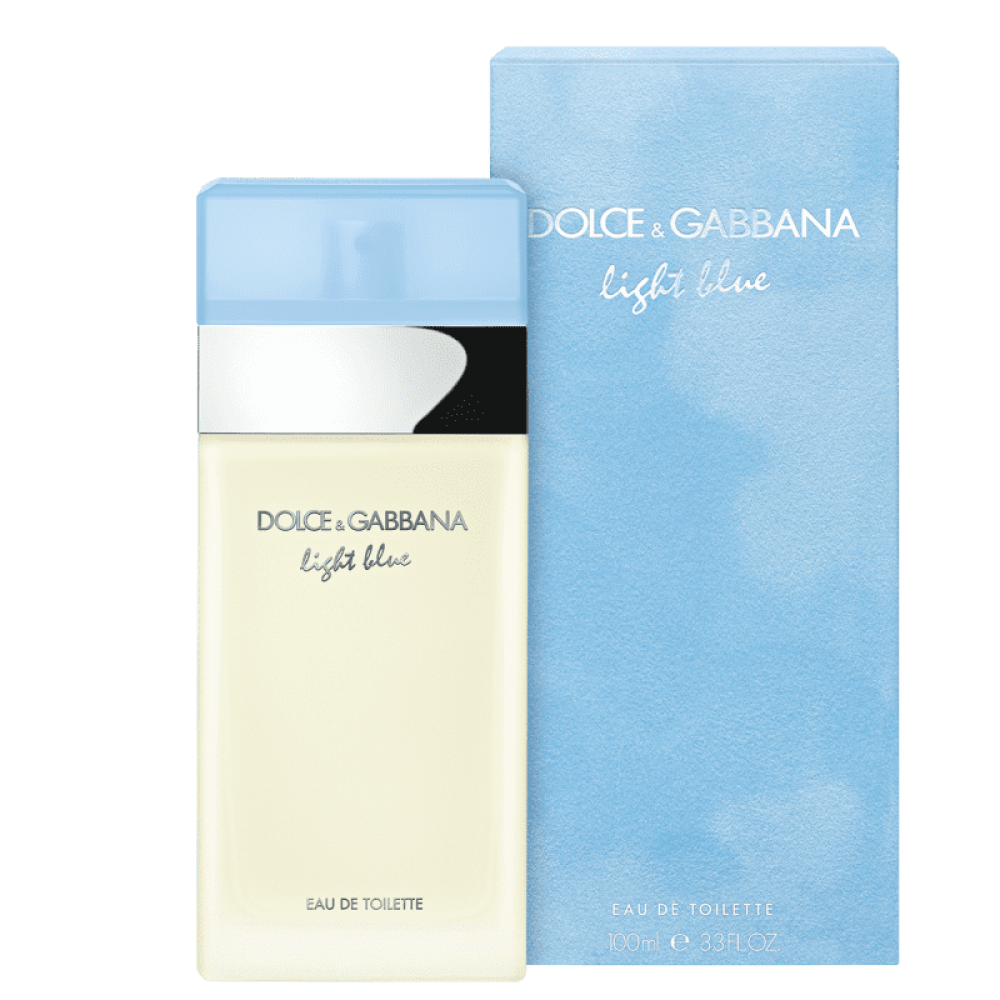 DOLCE & GABBANA
light blue
EAU DE TOILETTE
DOLCE & GABBANA
light blue
EAU DE TOILETTE
100ml e 3.3FL.OZ.